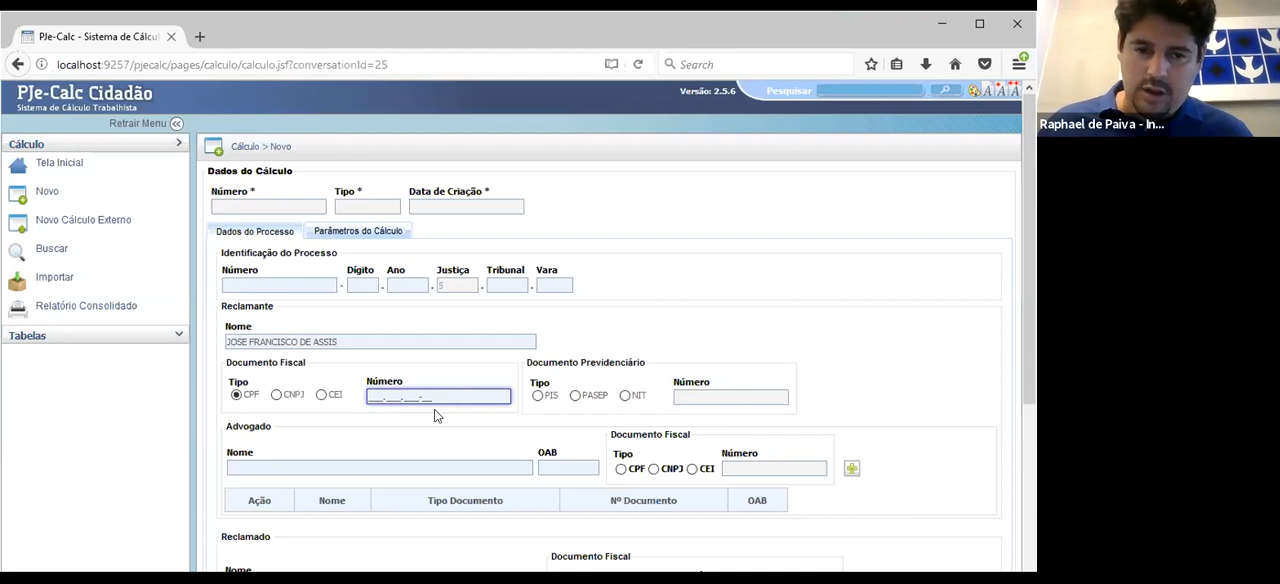 PJe-Calc - Sistema de Cálcul
localhost:9257/pjecalc/pages/calculo/calculo.jsf?conversationId=25
Search
PJe-Calc Cidadão
Sistema de Cálculo Trabalhista
Versão: 2.5.6
Pesquisar
A A A
Retrair Menu
Cálculo
Tela Inicial
Novo
Novo Cálculo Externo
Buscar
Importar
Relatório Consolidado
Tabelas
Cálculo > Novo
Dados do Cálculo
Número * Tipo * Data de Criação *
Dados do Processo Parâmetros do Cálculo
Identificação do Processo
Número Dígito Ano Justiça Tribunal Vara
- . . 5 . .
Reclamante
Nome
JOSE FRANCISCO DE ASSIS
Documento Fiscal Documento Previdenciário
Tipo Número Tipo Número
CPF CNPJ CEI ___.___.___-__ PIS PASEP NIT
Advogado
Documento Fiscal
Nome OAB Tipo Número
CPF CNPJ CEI
Ação Nome Tipo Documento Nº Documento OAB
Reclamado
Documento Fiscal
Nome
Raphael de Paiva - In...